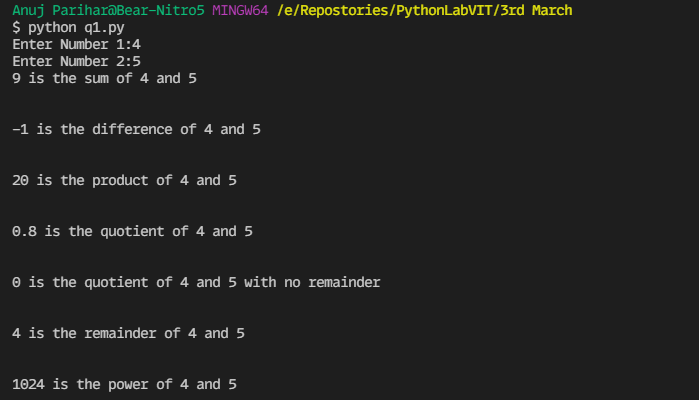 Anuj Parihar@Bear-Nitro5 MINGW64 /e/Repostories/PythonLabVIT/3rd March
$ python q1.py
Enter Number 1:4
Enter Number 2:5
9 is the sum of 4 and 5
-1 is the difference of 4 and 5
20 is the product of 4 and 5
0.8 is the quotient of 4 and 5
0 is the quotient of 4 and 5 with no remainder
4 is the remainder of 4 and 5
1024 is the power of 4 and 5